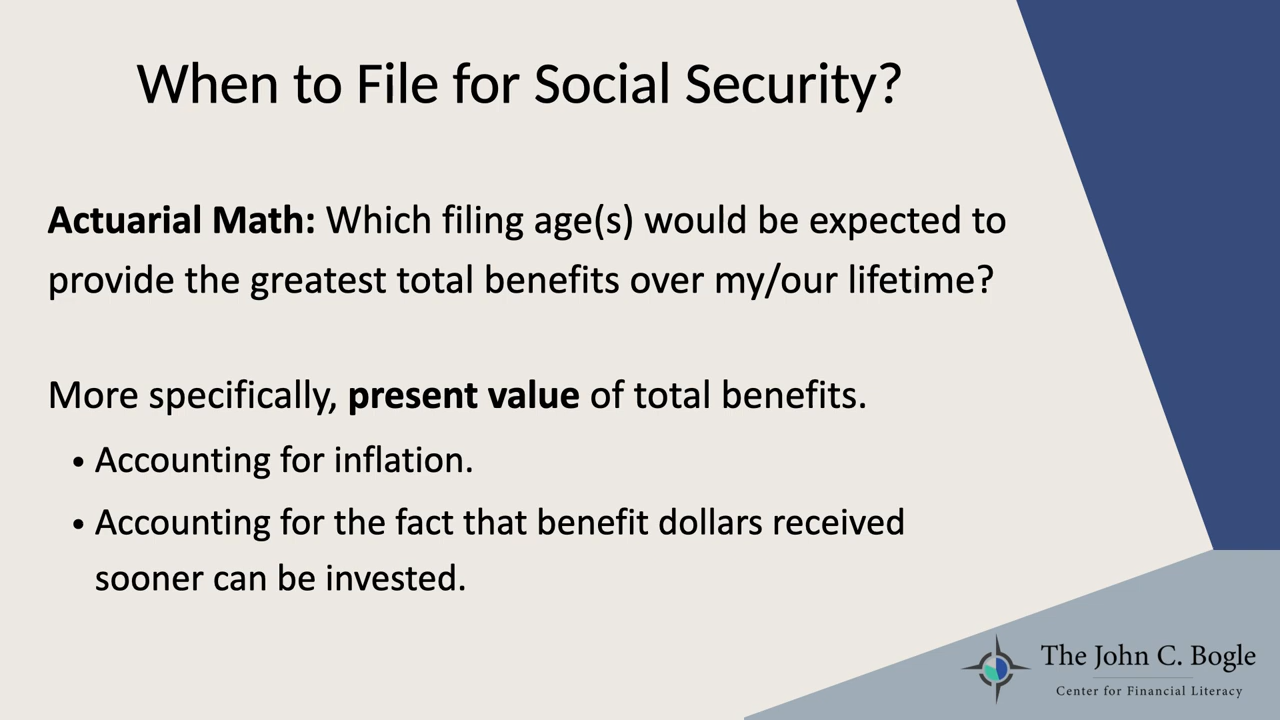 When to File for Social Security?
Actuarial Math: Which filing age(s) would be expected to
provide the greatest total benefits over my/our lifetime?
More specifically, present value of total benefits.
• Accounting for inflation.
• Accounting for the fact that benefit dollars received
sooner can be invested.
The John C. Bogle
Center for Financial Literacy